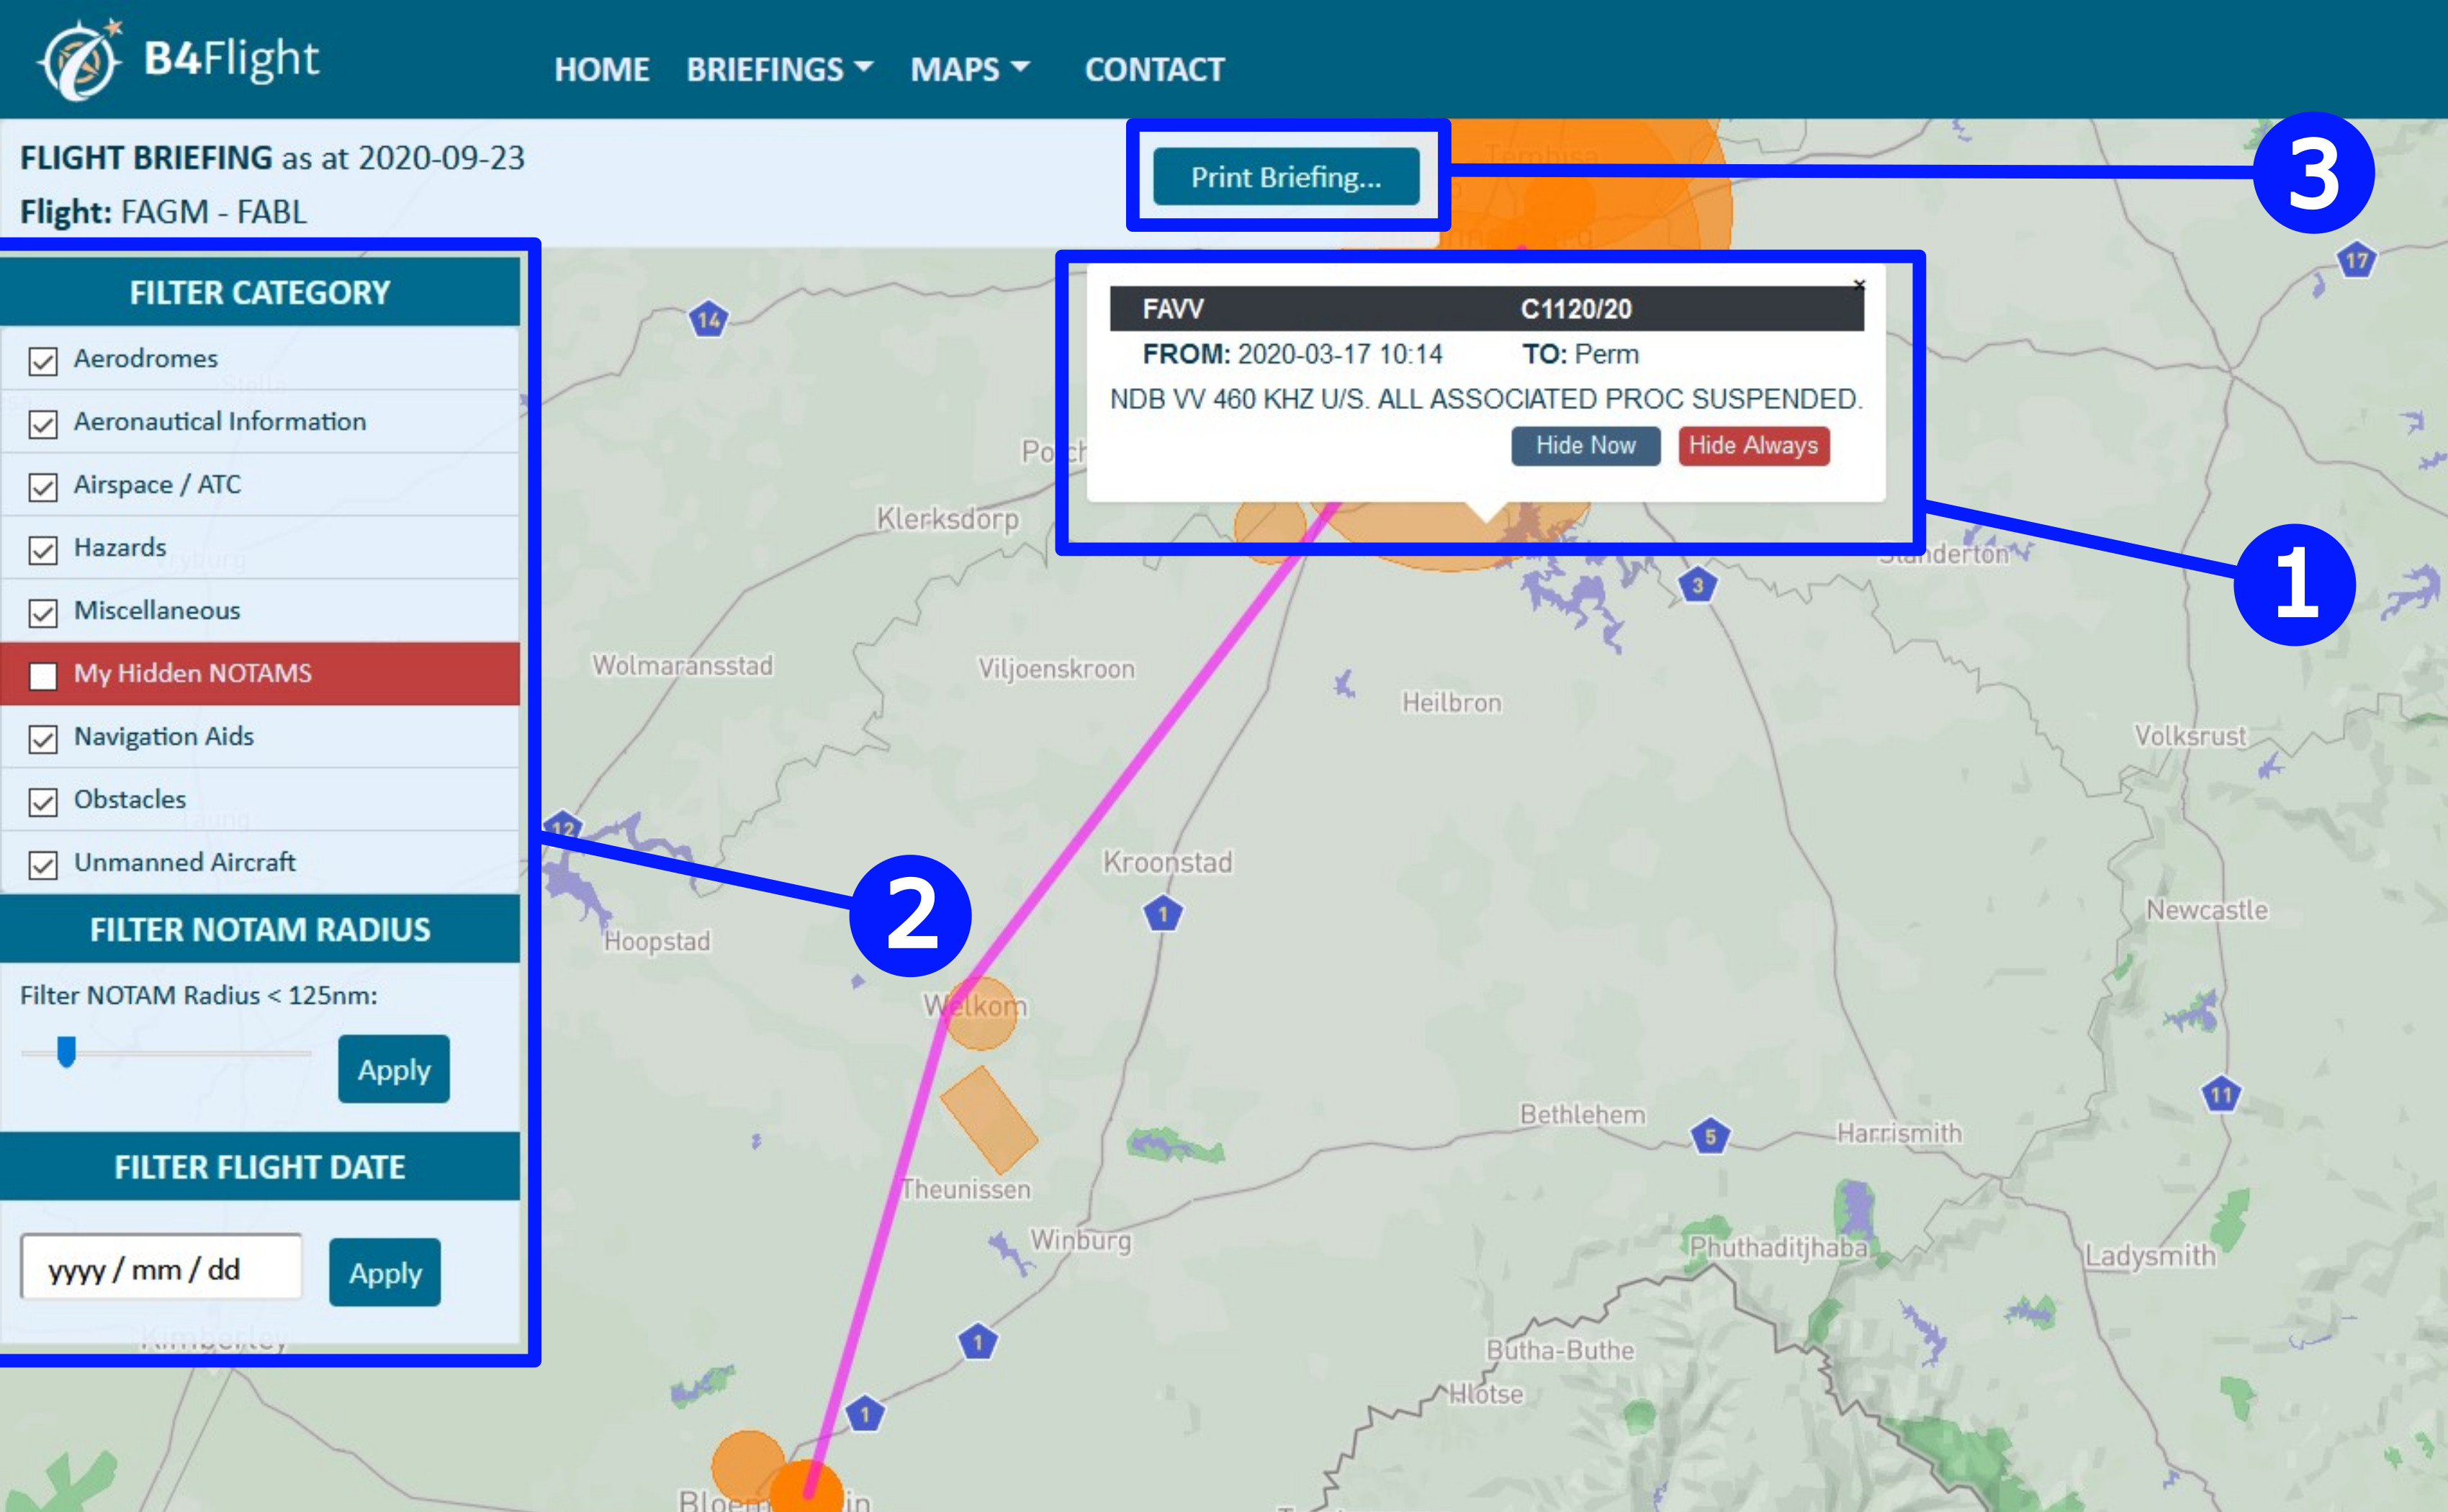 B4Flight
HOME BRIEFINGS MAPS CONTACT
FLIGHT BRIEFING as at 2020-09-23
Flight: FAGM - FABL
Print Briefing...
3
FILTER CATEGORY
Aerodromes
Aeronautical Information
Airspace / ATC
Hazards
Miscellaneous
My Hidden NOTAMS
Navigation Aids
Obstacles
Unmanned Aircraft
FILTER NOTAM RADIUS
Filter NOTAM Radius < 125nm:
Apply
FILTER FLIGHT DATE
yyyy / mm / dd
Apply
FAVV C1120/20
×
FROM: 2020-03-17 10:14 TO: Perm
NDB VV 460 KHZ U/S. ALL ASSOCIATED PROC SUSPENDED.
Hide Now Hide Always
1
2
Tembisa
17
14
Klerksdorp
Standerton
3
Wolmaransstad
Viljoenskroon
Heilbron
Volksrust
12
Kroonstad
1
Newcastle
Hoopstad
Welkom
11
Bethlehem
5
Harrismith
Theunissen
Winburg
Phuthaditjhaba
Ladysmith
Kimberley
1
Butha-Buthe
Hlotse
1